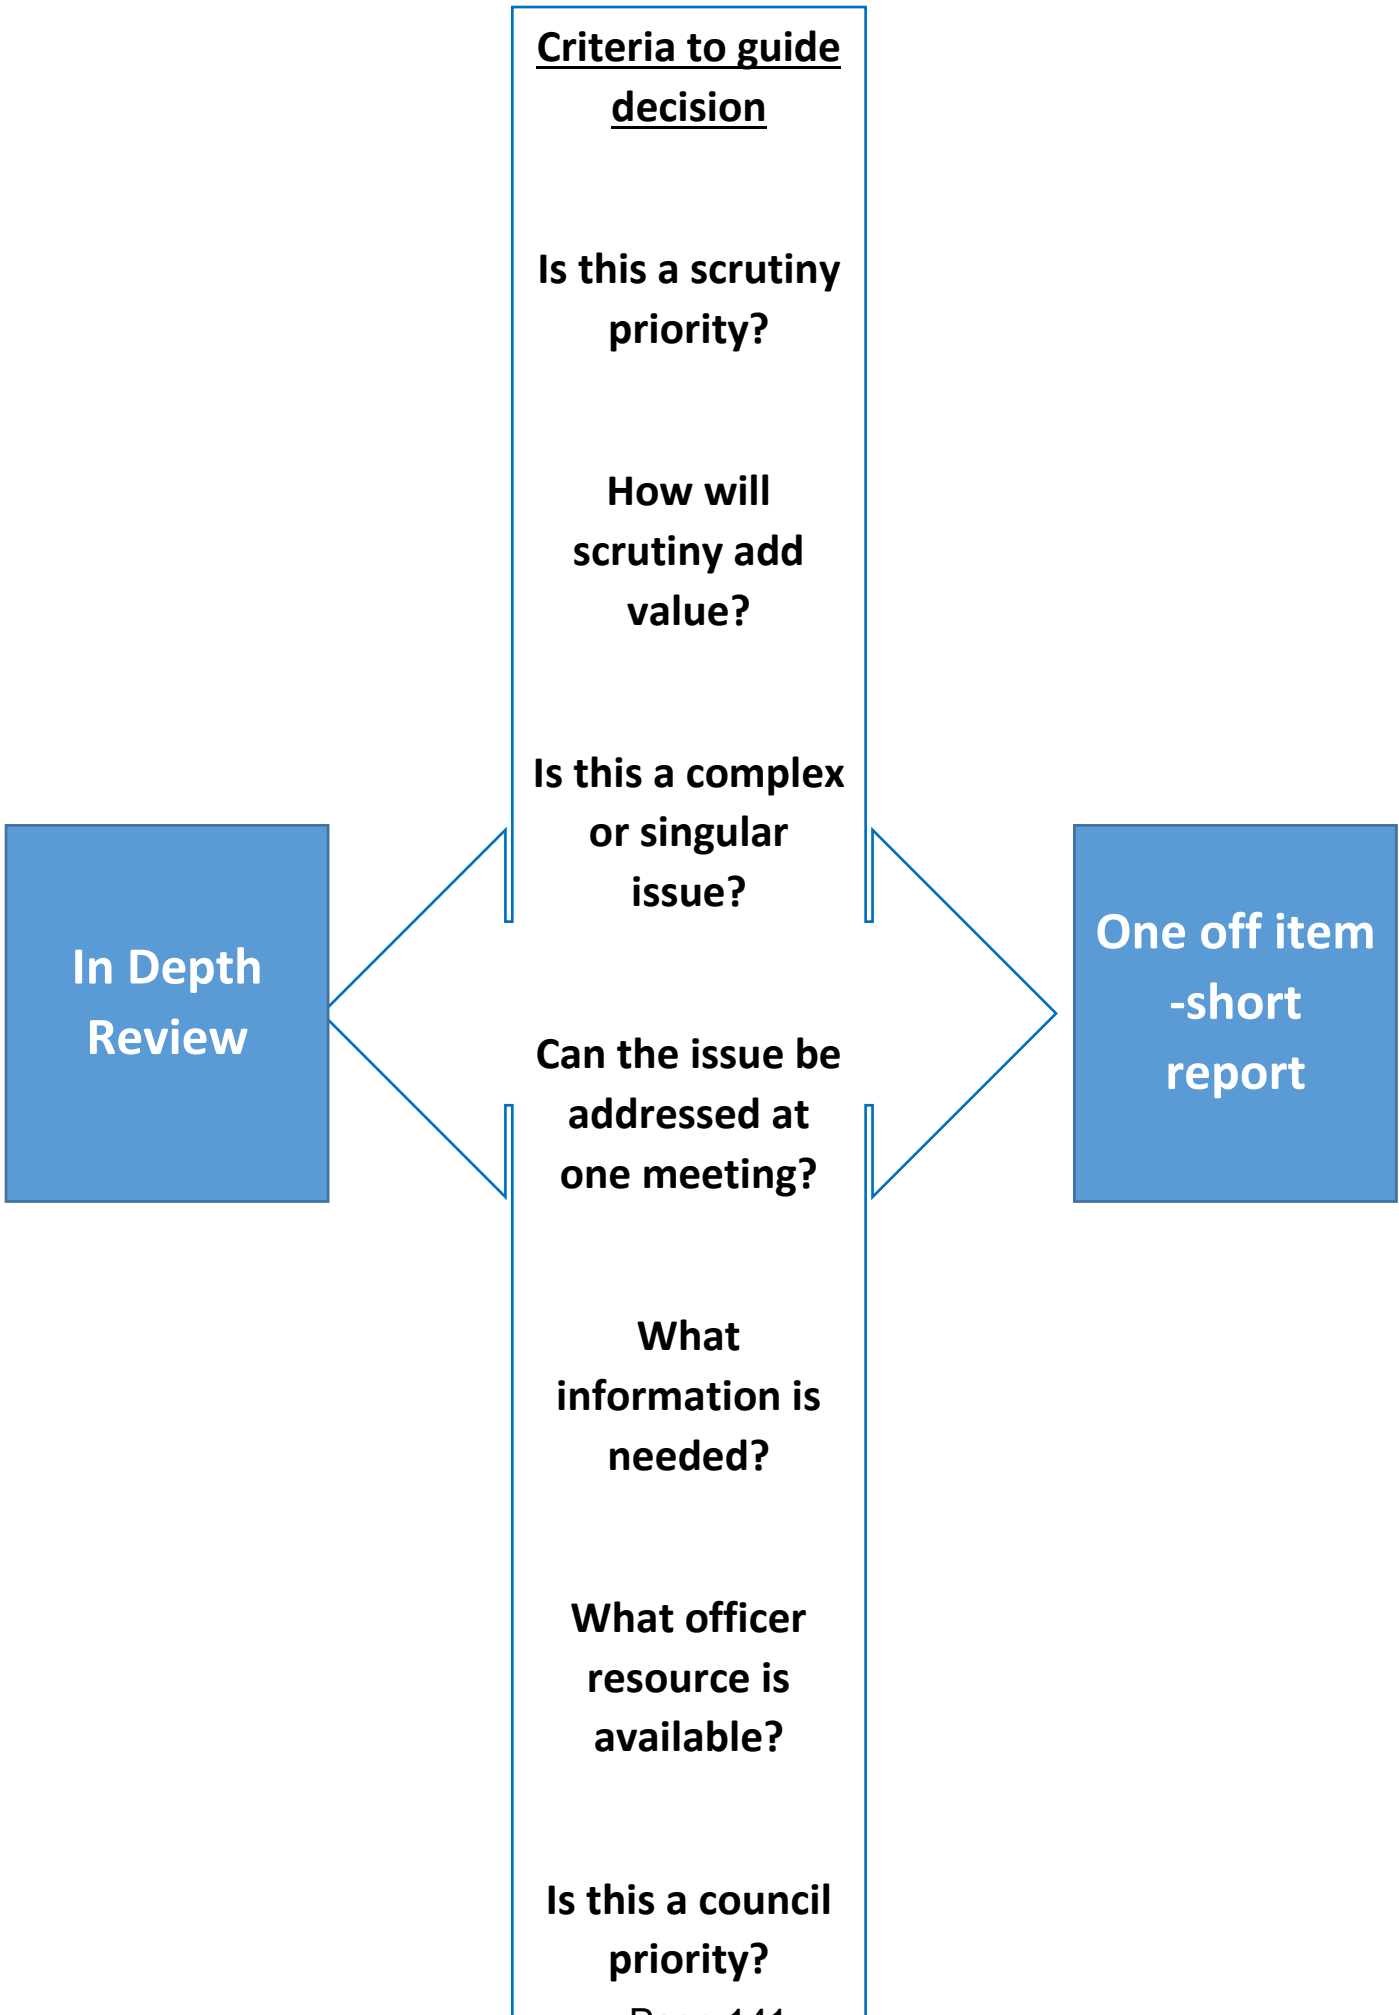 Criteria to guide
decision
Is this a scrutiny
priority?
How will
scrutiny add
value?
Is this a complex
or singular
issue?
In Depth
Review
One off item
-short
report
Can the issue be
addressed at
one meeting?
What
information is
needed?
What officer
resource is
available?
Is this a council
priority?
Page 141